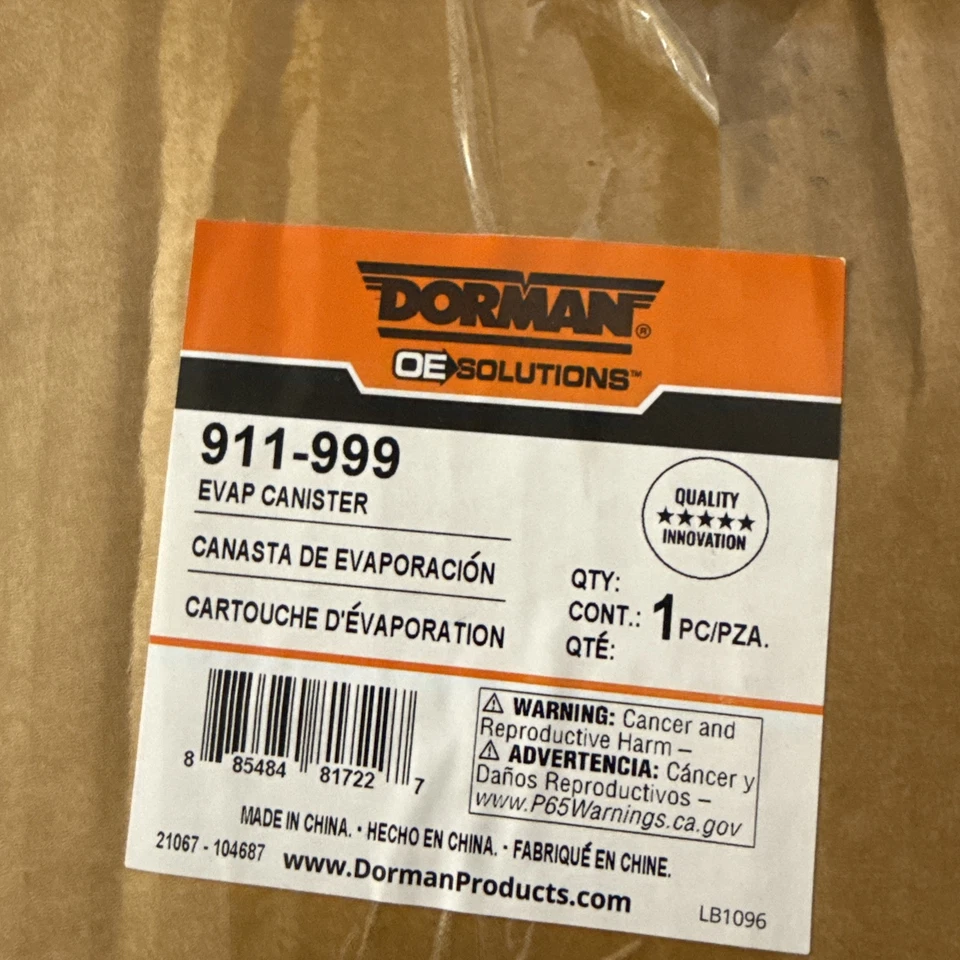 DORMAN®
OE SOLUTIONS™
911-999
EVAP CANISTER
CANASTA DE EVAPORACIÓN
CARTOUCHE D'ÉVAPORATION
QUALITY
★★★★★
INNOVATION
QTY:
CONT.: 1 PC/PZA.
QTÉ:
8 85484 81722 7
⚠ WARNING: Cancer and
Reproductive Harm –
⚠ ADVERTENCIA: Cáncer y
Daños Reproductivos –
www.P65Warnings.ca.gov
MADE IN CHINA. • HECHO EN CHINA. - FABRIQUÉ EN CHINE.
21067 - 104687 www.DormanProducts.com
LB1096